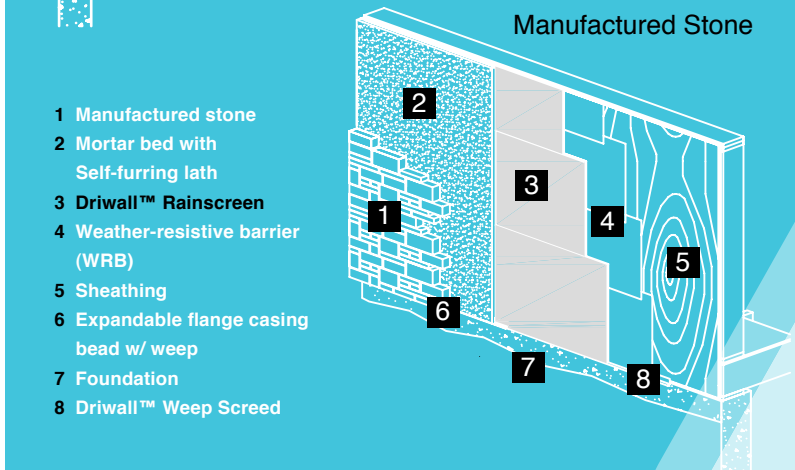 Manufactured Stone
1 Manufactured stone
2 Mortar bed with
Self-furring lath
3 Driwall™ Rainscreen
4 Weather-resistive barrier
(WRB)
5 Sheathing
6 Expandable flange casing
bead w/ weep
7 Foundation
8 Driwall™ Weep Screed
2
3
1
4
5
6
7
8